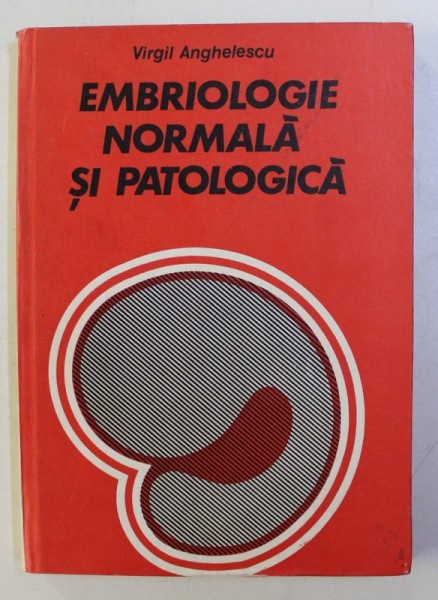 Virgil Anghelescu
EMBRIOLOGIE
NORMALĂ
ȘI PATOLOGICĂ